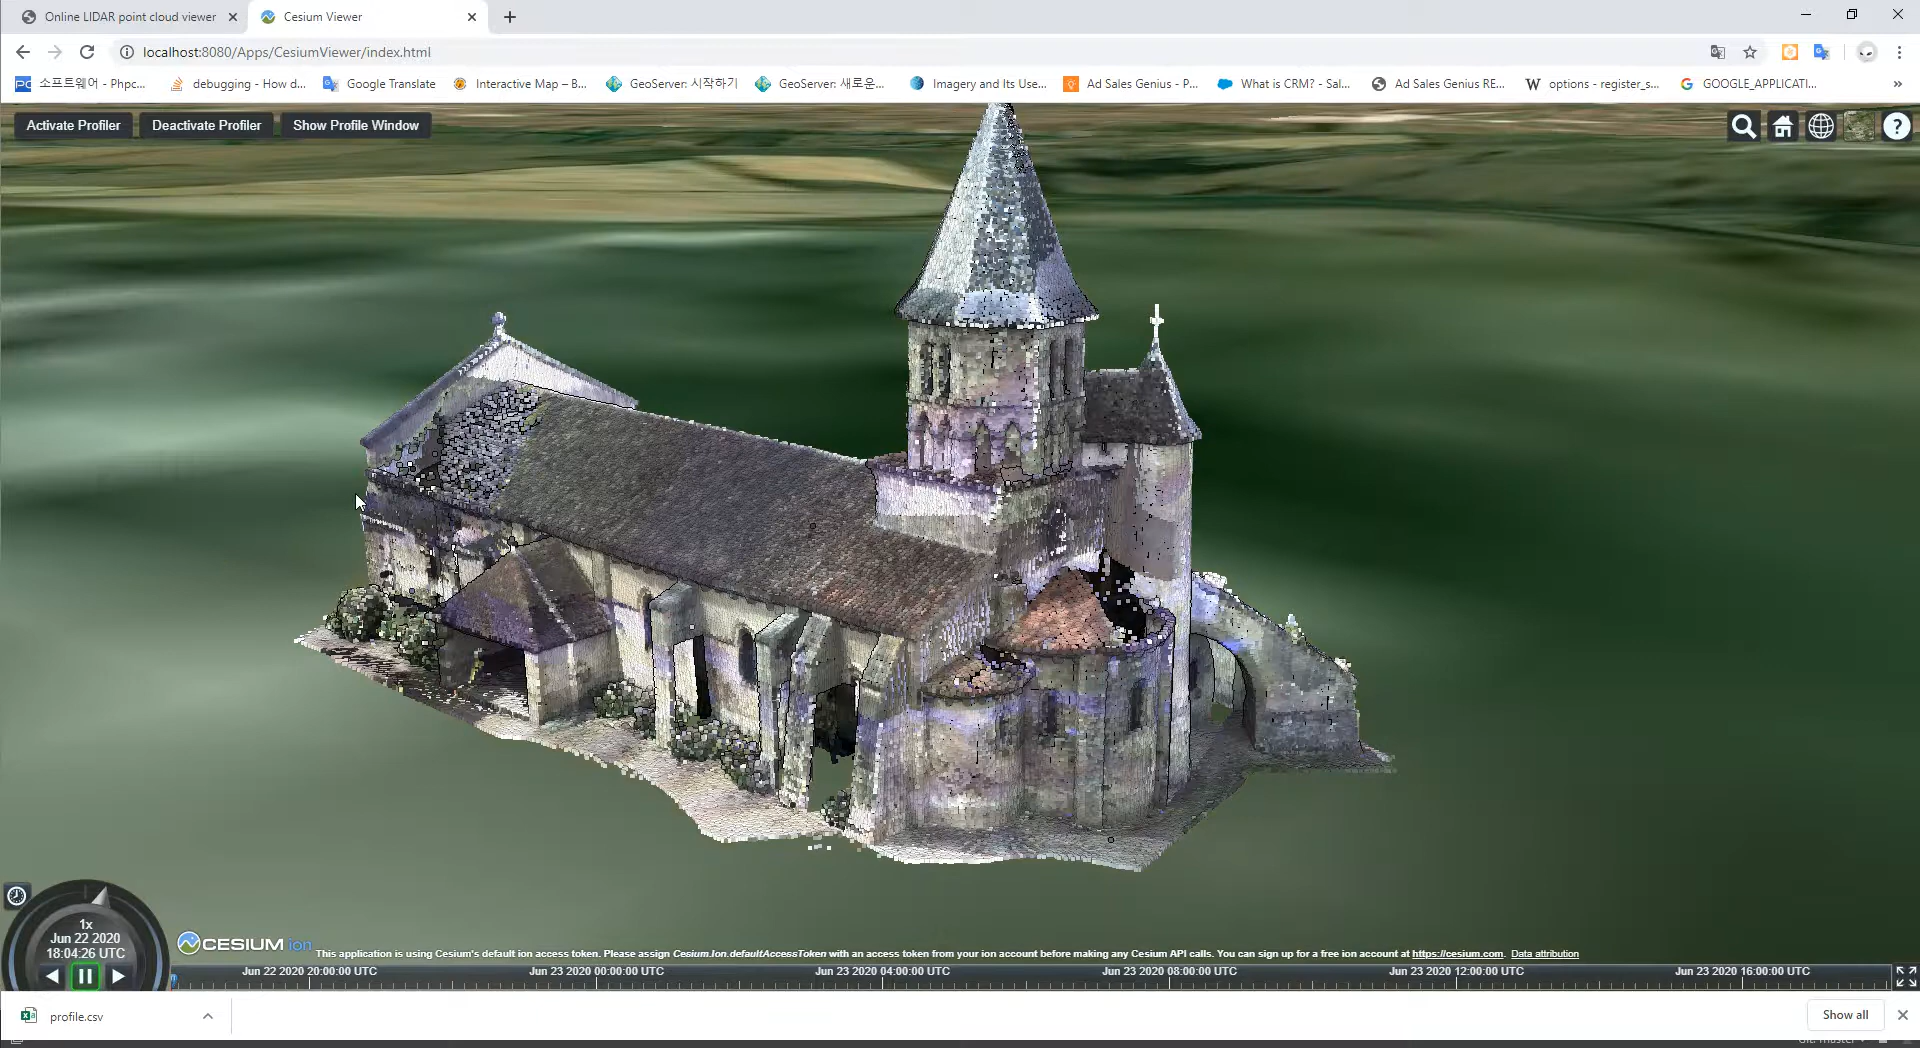 Online LIDAR point cloud viewer
Cesium Viewer
localhost:8080/Apps/CesiumViewer/index.html
소프트웨어 - Phpc...
debugging - How d...
Google Translate
Interactive Map – B...
GeoServer: 시작하기
GeoServer: 새로운...
Imagery and Its Use...
Ad Sales Genius - P...
What is CRM? - Sal...
Ad Sales Genius RE...
options - register_s...
GOOGLE_APPLICATI...
Activate Profiler
Deactivate Profiler
Show Profile Window
1x
Jun 22 2020
18:04:26 UTC
CESIUM ion
This application is using Cesium's default ion access token. Please assign Cesium.Ion.defaultAccessToken with an access token from your ion account before making any Cesium API calls. You can sign up for a free ion account at https://cesium.com. Data attribution
Jun 22 2020 20:00:00 UTC
Jun 23 2020 00:00:00 UTC
Jun 23 2020 04:00:00 UTC
Jun 23 2020 08:00:00 UTC
Jun 23 2020 12:00:00 UTC
Jun 23 2020 16:00:00 UTC
profile.csv
Show all